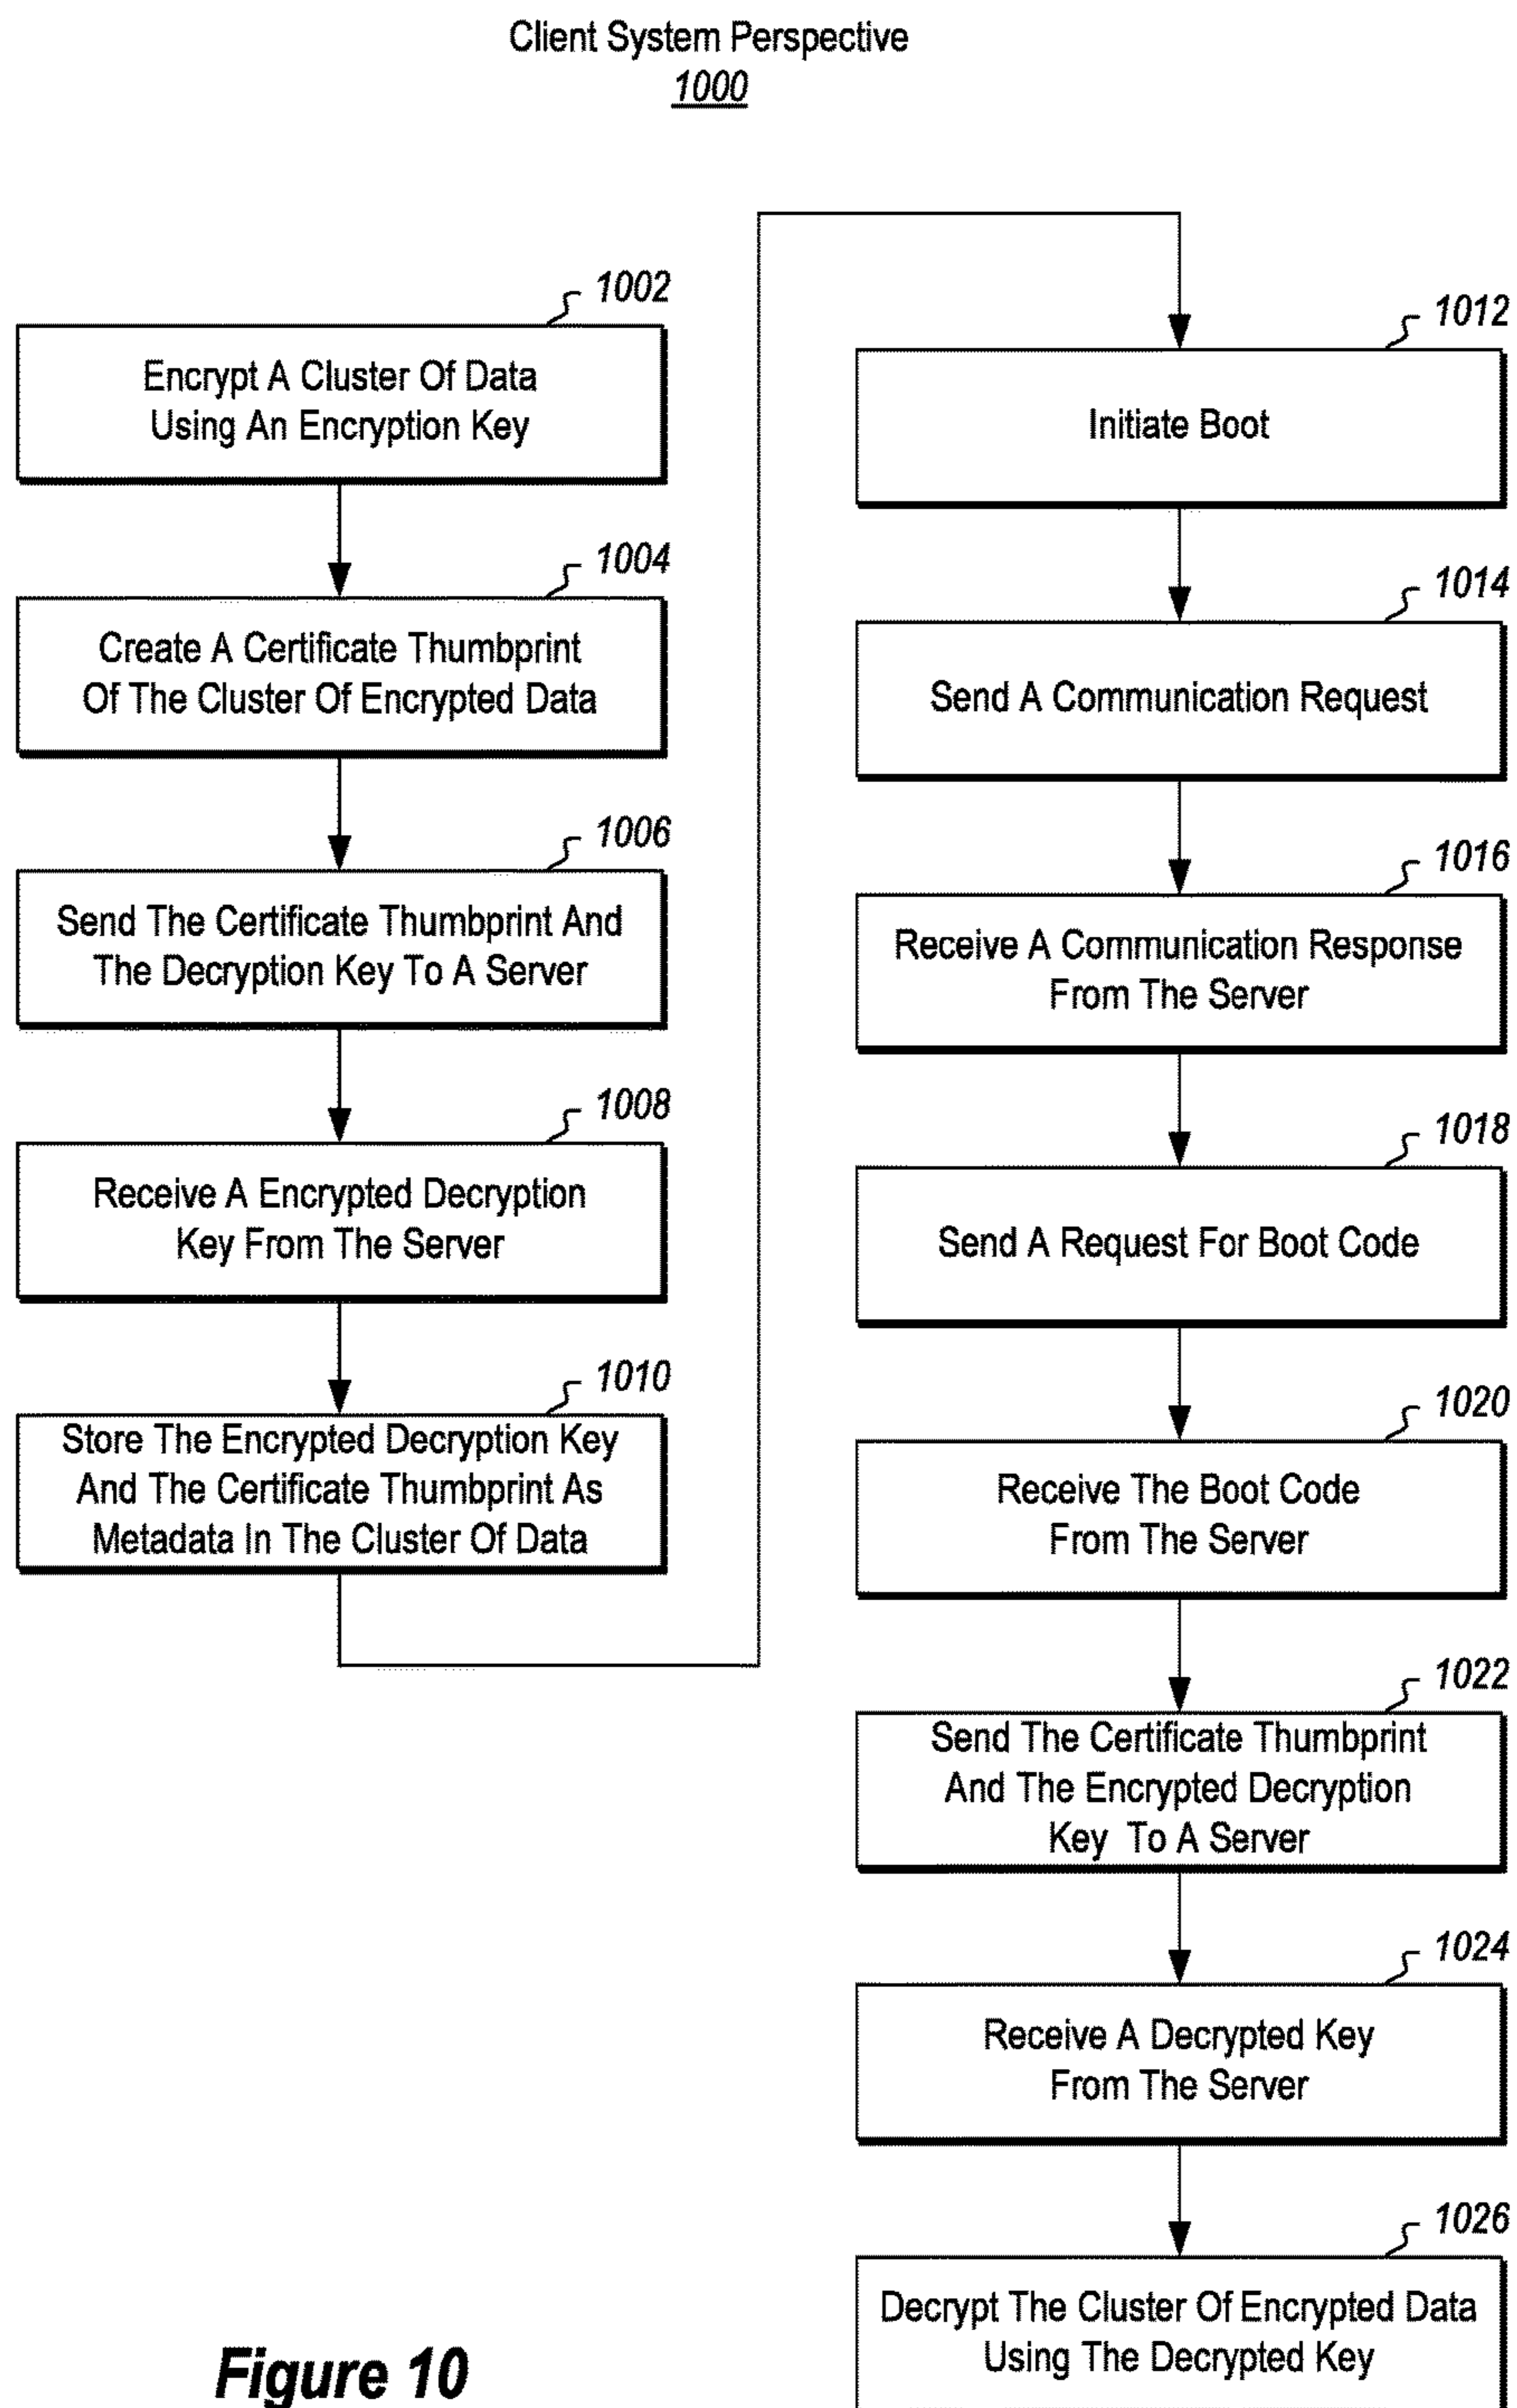 Client System Perspective
1000
1002
Encrypt A Cluster Of Data
Using An Encryption Key
1004
Create A Certificate Thumbprint
Of The Cluster Of Encrypted Data
1006
Send The Certificate Thumbprint And
The Decryption Key To A Server
1008
Receive A Encrypted Decryption
Key From The Server
1010
Store The Encrypted Decryption Key
And The Certificate Thumbprint As
Metadata In The Cluster Of Data
1012
Initiate Boot
1014
Send A Communication Request
1016
Receive A Communication Response
From The Server
1018
Send A Request For Boot Code
1020
Receive The Boot Code
From The Server
1022
Send The Certificate Thumbprint
And The Encrypted Decryption
Key To A Server
1024
Receive A Decrypted Key
From The Server
1026
Decrypt The Cluster Of Encrypted Data
Using The Decrypted Key
Figure 10